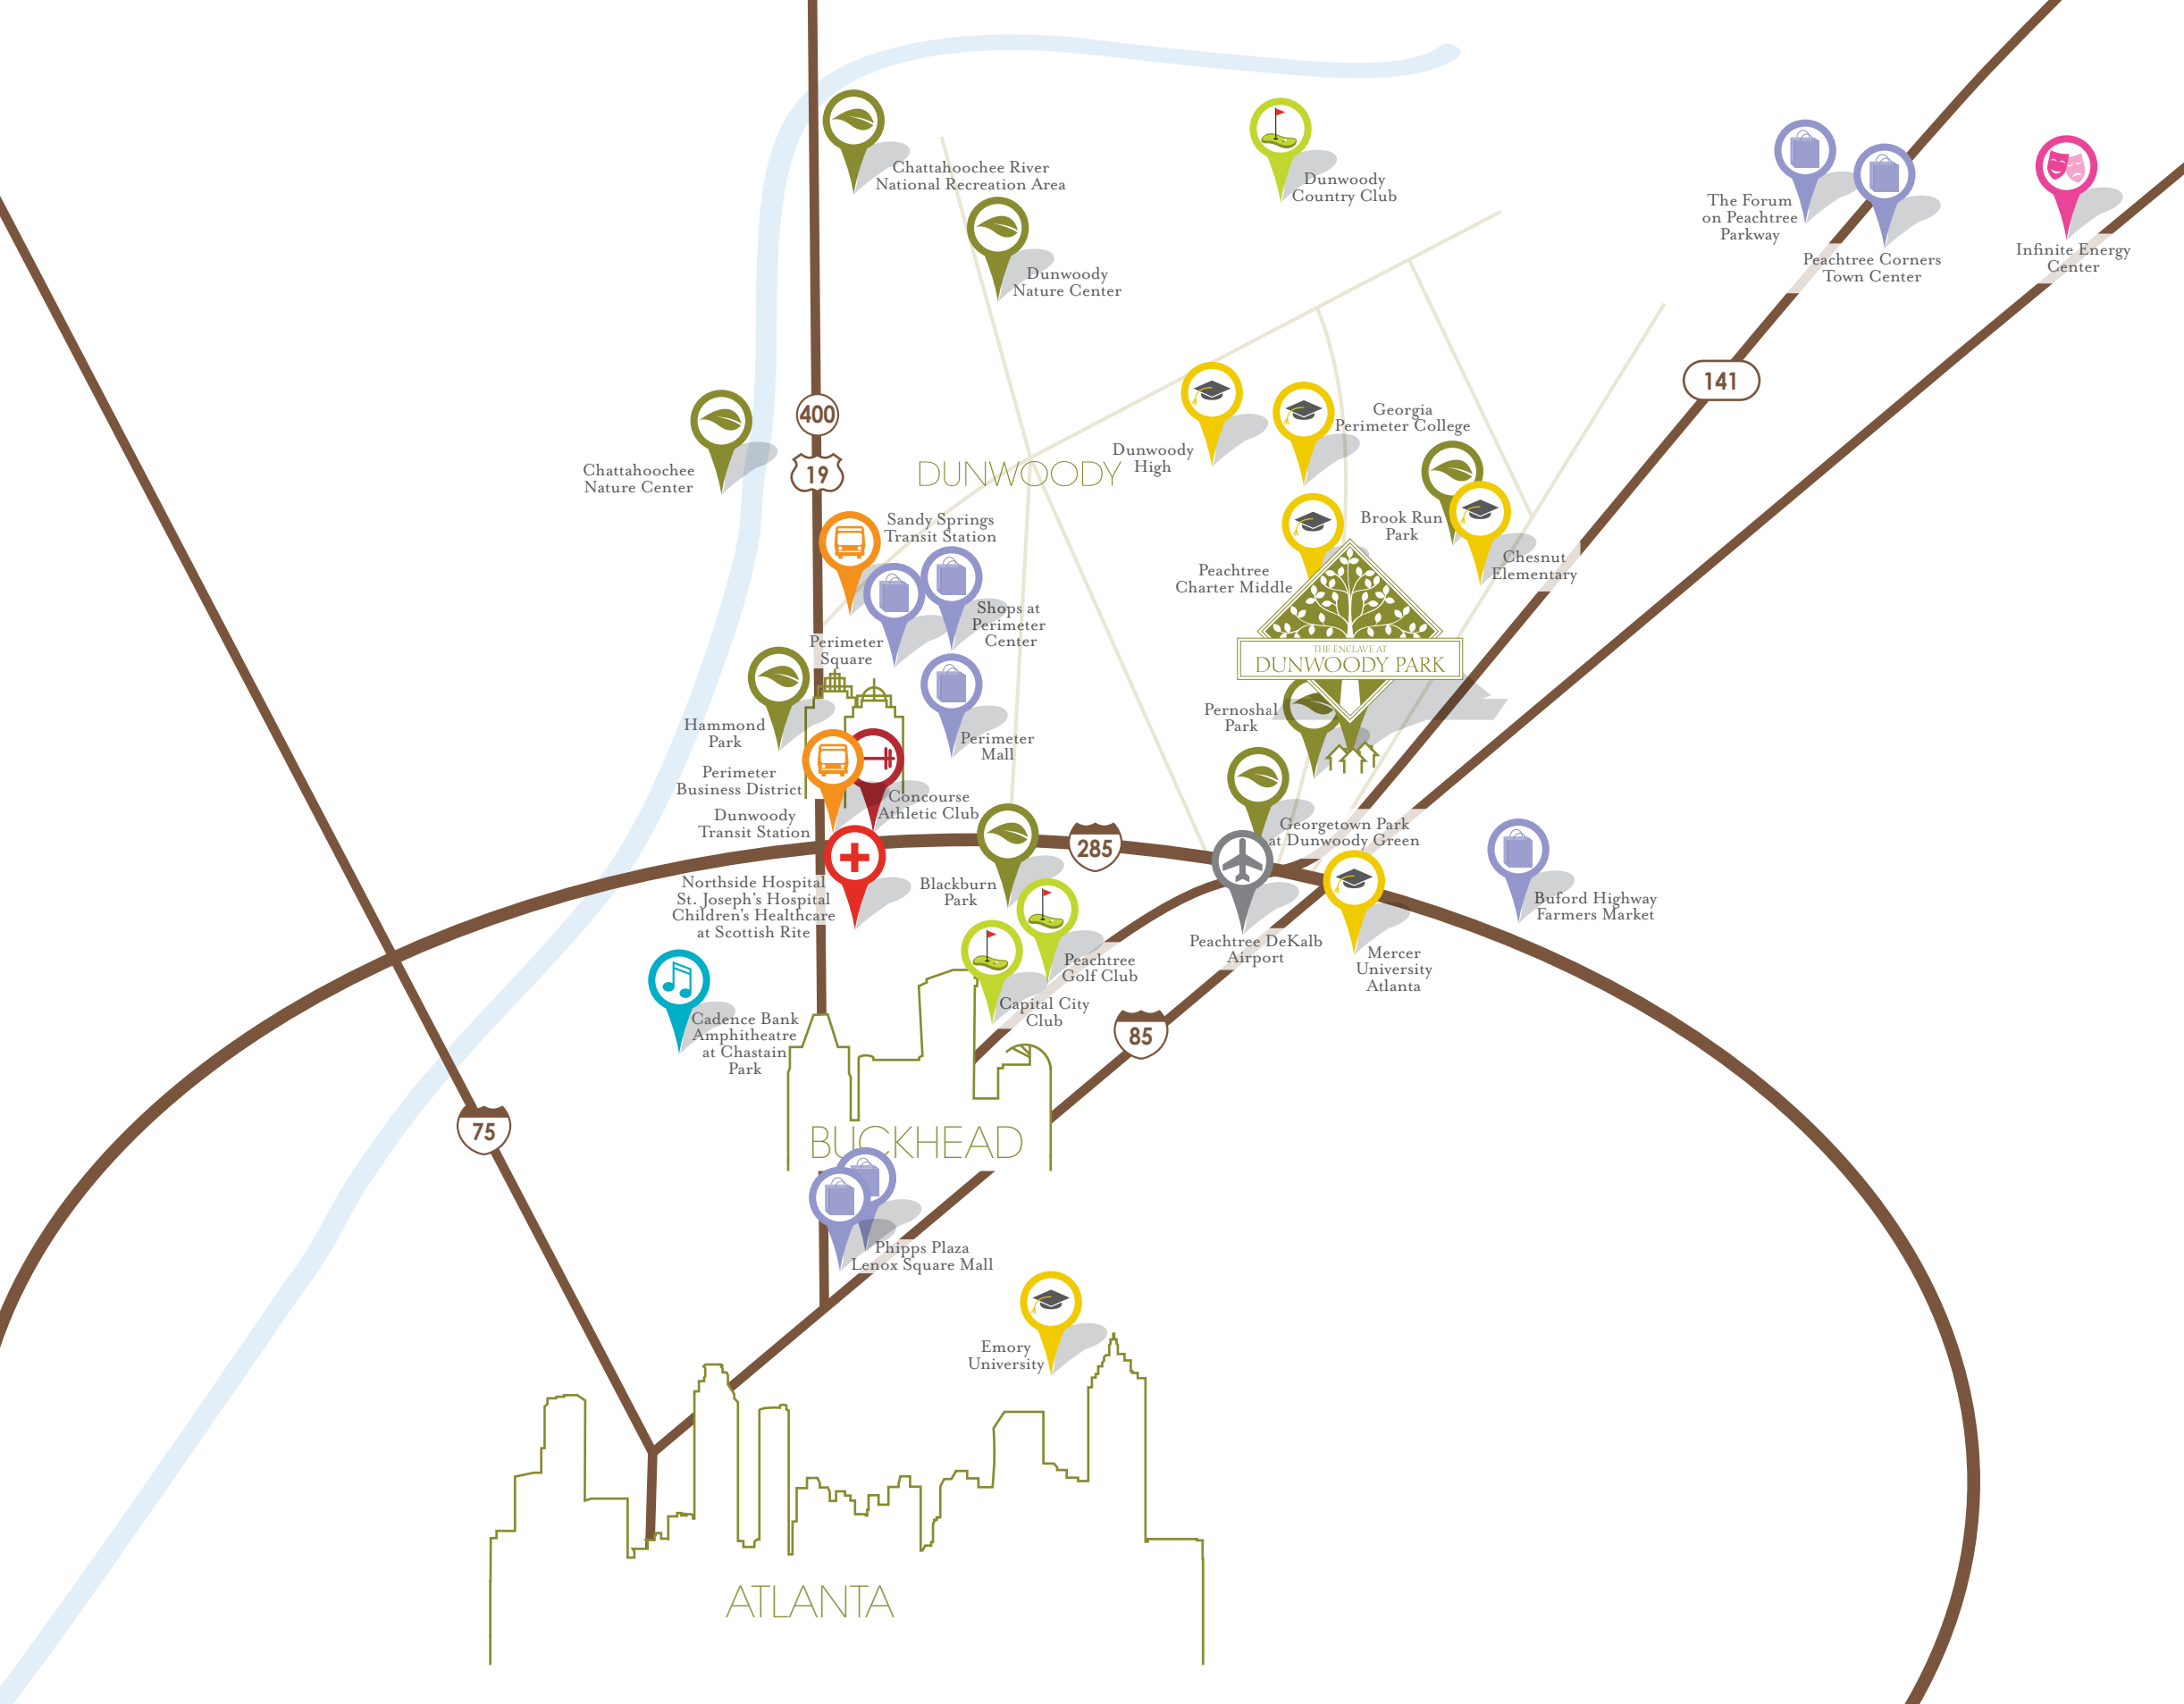 Chattahoochee River
National Recreation Area
Dunwoody
Country Club
The Forum
on Peachtree
Parkway
Peachtree Corners
Town Center
Infinite Energy
Center
Dunwoody
Nature Center
141
400
19
Chattahoochee
Nature Center
DUNWOODY
Dunwoody
High
Georgia
Perimeter College
Sandy Springs
Transit Station
Brook Run
Park
Chesnut
Elementary
Peachtree
Charter Middle
Shops at
Perimeter
Center
Perimeter
Square
THE ENCLAVE AT
DUNWOODY PARK
Hammond
Park
Perimeter
Mall
Pernoshal
Park
Perimeter
Business District
Concourse
Athletic Club
Dunwoody
Transit Station
285
Georgetown Park
at Dunwoody Green
Northside Hospital
St. Joseph's Hospital
Children's Healthcare
at Scottish Rite
Blackburn
Park
Buford Highway
Farmers Market
Peachtree DeKalb
Airport
Mercer
University
Atlanta
Peachtree
Golf Club
Capital City
Club
Cadence Bank
Amphitheatre
at Chastain
Park
85
75
BUCKHEAD
Phipps Plaza
Lenox Square Mall
Emory
University
ATLANTA